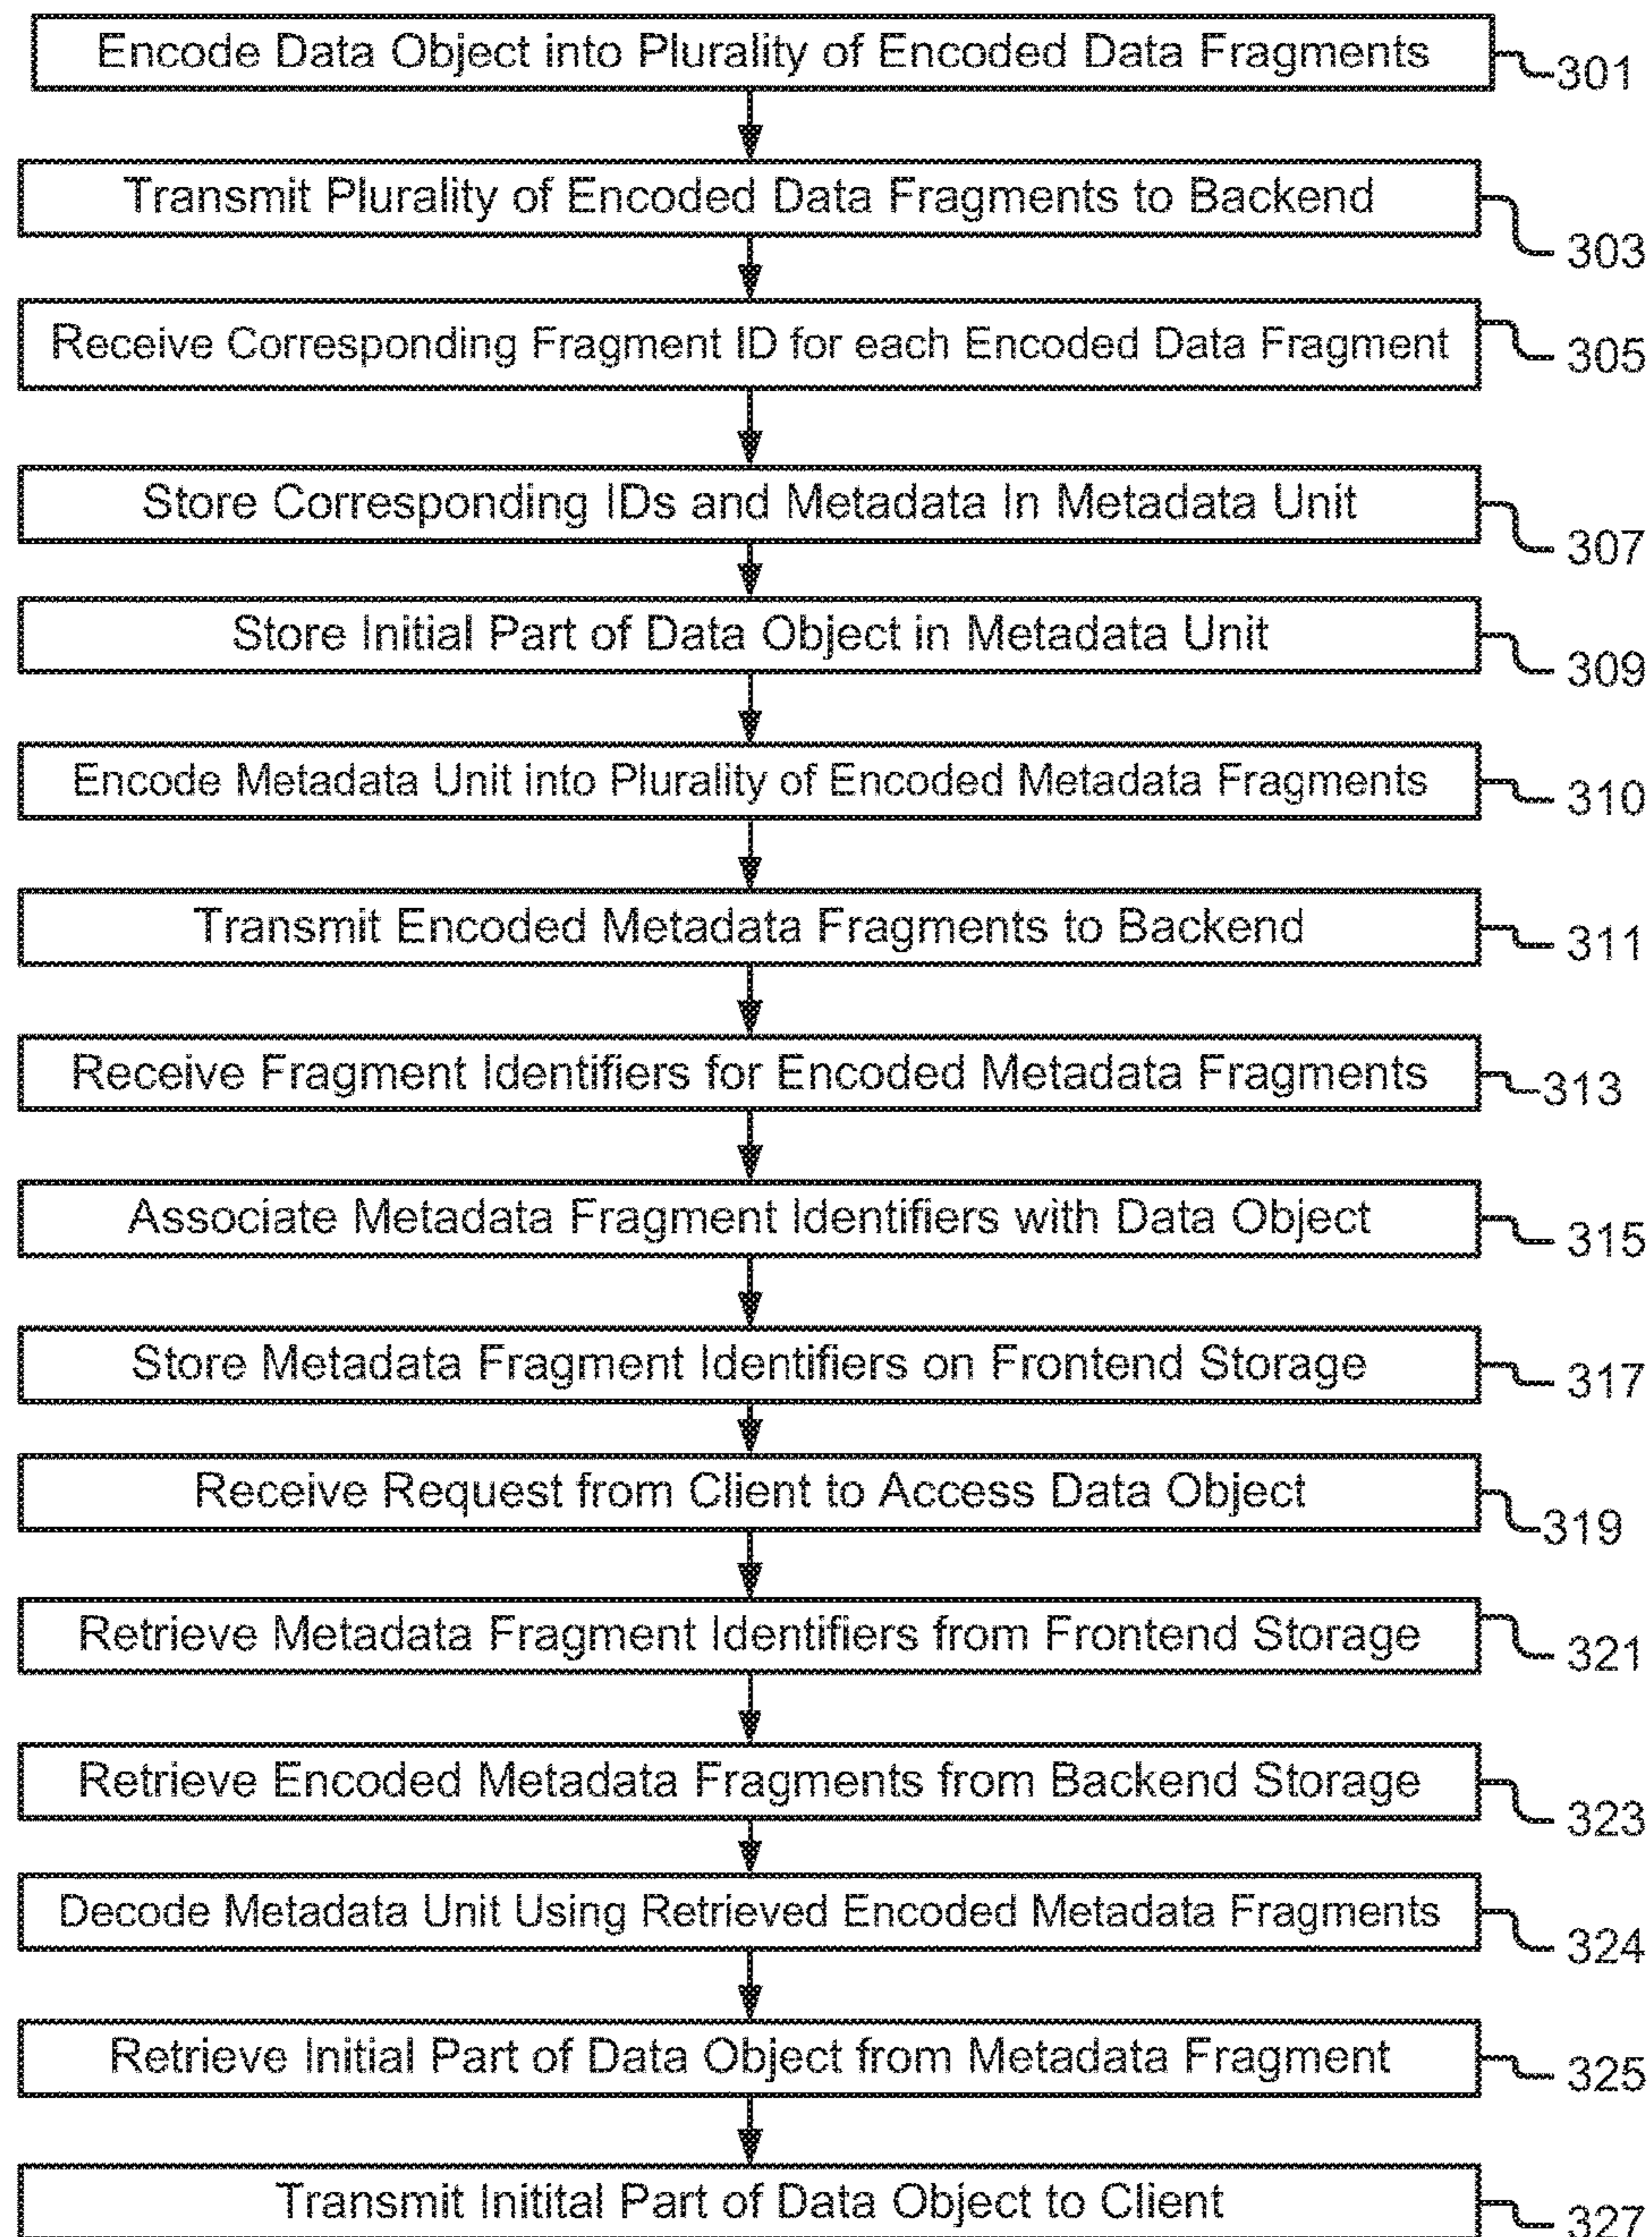 Encode Data Object into Plurality of Encoded Data Fragments
301
Transmit Plurality of Encoded Data Fragments to Backend
303
Receive Corresponding Fragment ID for each Encoded Data Fragment
305
Store Corresponding IDs and Metadata In Metadata Unit
307
Store Initial Part of Data Object in Metadata Unit
309
Encode Metadata Unit into Plurality of Encoded Metadata Fragments
310
Transmit Encoded Metadata Fragments to Backend
311
Receive Fragment Identifiers for Encoded Metadata Fragments
313
Associate Metadata Fragment Identifiers with Data Object
315
Store Metadata Fragment Identifiers on Frontend Storage
317
Receive Request from Client to Access Data Object
319
Retrieve Metadata Fragment Identifiers from Frontend Storage
321
Retrieve Encoded Metadata Fragments from Backend Storage
323
Decode Metadata Unit Using Retrieved Encoded Metadata Fragments
324
Retrieve Initial Part of Data Object from Metadata Fragment
325
Transmit Initital Part of Data Object to Client
327